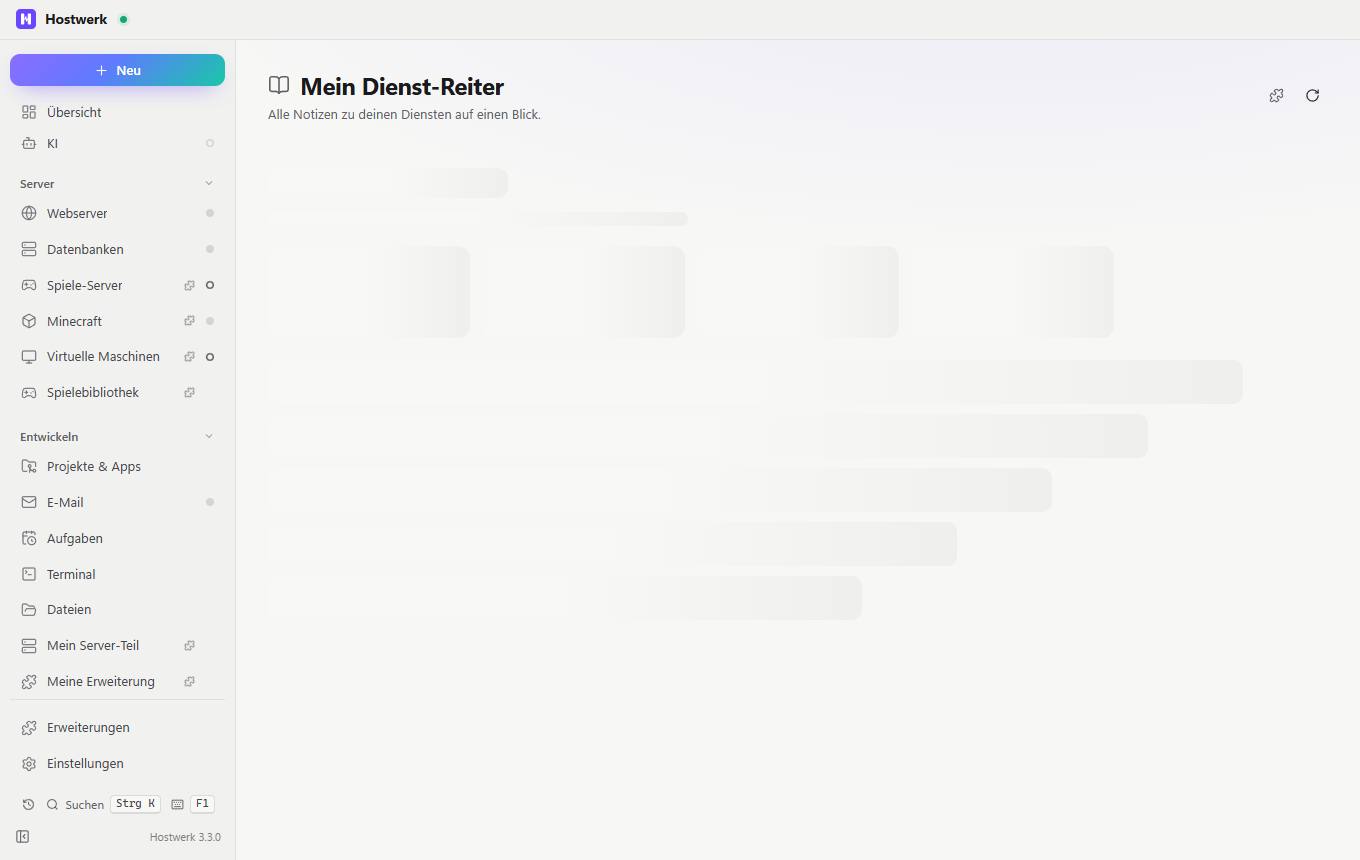 Hostwerk
Neu
Übersicht
KI
Server
Webserver
Datenbanken
Spiele-Server
Minecraft
Virtuelle Maschinen
Spielebibliothek
Entwickeln
Projekte & Apps
E-Mail
Aufgaben
Terminal
Dateien
Mein Server-Teil
Meine Erweiterung
Erweiterungen
Einstellungen
Suchen Strg K F1
Hostwerk 3.3.0
Mein Dienst-Reiter
Alle Notizen zu deinen Diensten auf einen Blick.